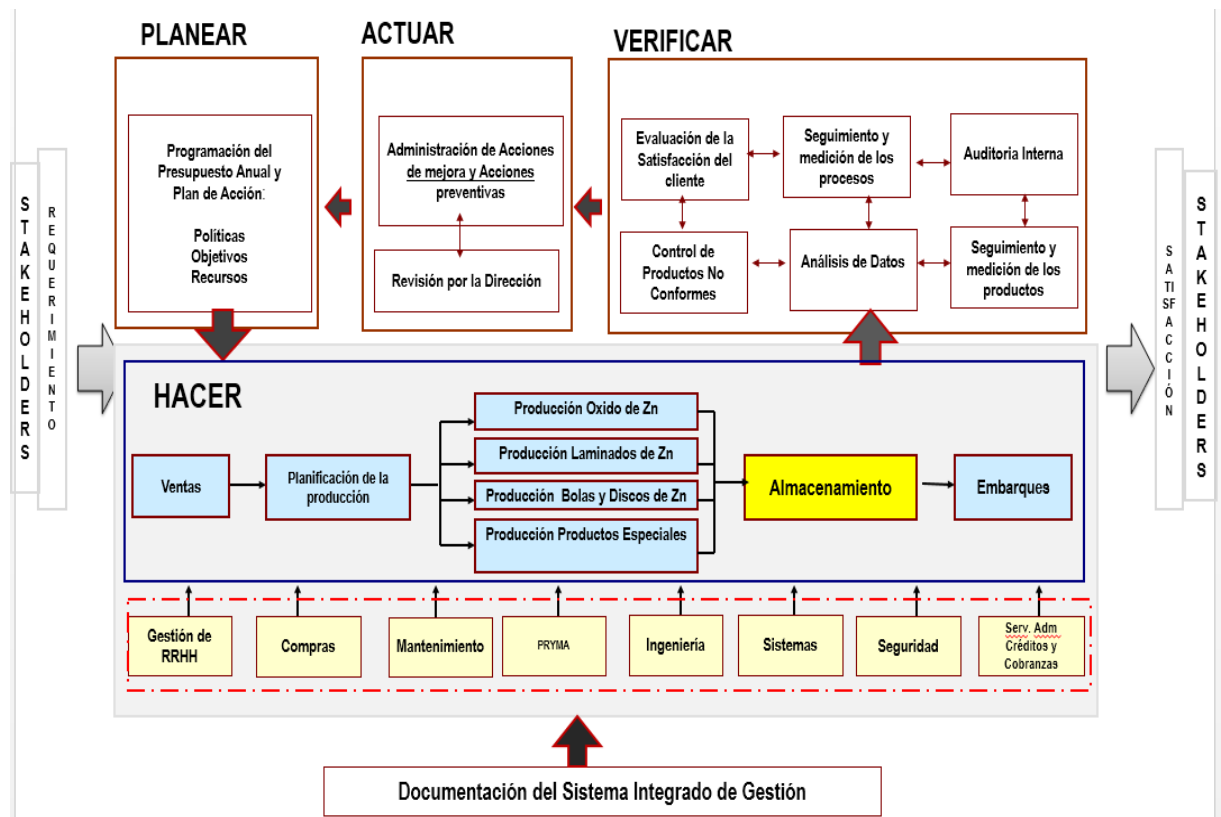 PLANEAR
ACTUAR
VERIFICAR
STAKEHOLDERS
REQUERIMIENTO
Programación del
Presupuesto Anual y
Plan de Acción:
Políticas
Objetivos
Recursos
Administración de Acciones
de mejora y Acciones
preventivas
Revisión por la Dirección
Evaluación de la
Satisfacción del
cliente
Seguimiento y
medición de los
procesos
Auditoria Interna
Control de
Productos No
Conformes
Análisis de Datos
Seguimiento y
medición de los
productos
SATISFACCIÓN
STAKEHOLDERS
HACER
Ventas
Planificación de la
producción
Producción Oxido de Zn
Producción Laminados de Zn
Producción Bolas y Discos de Zn
Producción Productos Especiales
Almacenamiento
Embarques
Gestión de
RRHH
Compras
Mantenimiento
PRYMA
Ingeniería
Sistemas
Seguridad
Serv. Adm
Créditos y
Cobranzas
Documentación del Sistema Integrado de Gestión